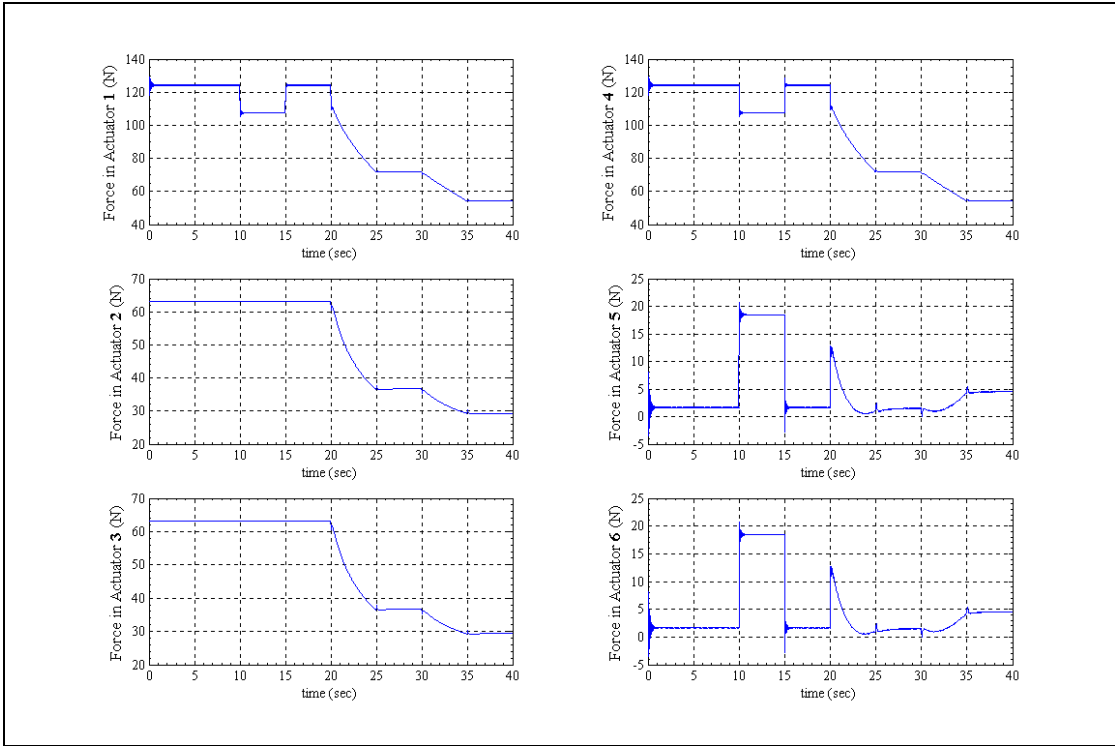 Force in Actuator 1 (N)
140
120
100
80
60
40
0 5 10 15 20 25 30 35 40
time (sec)
Force in Actuator 4 (N)
140
120
100
80
60
40
0 5 10 15 20 25 30 35 40
time (sec)
Force in Actuator 2 (N)
70
60
50
40
30
20
0 5 10 15 20 25 30 35 40
time (sec)
Force in Actuator 5 (N)
25
20
15
10
5
0
-5
0 5 10 15 20 25 30 35 40
time (sec)
Force in Actuator 3 (N)
70
60
50
40
30
20
0 5 10 15 20 25 30 35 40
time (sec)
Force in Actuator 6 (N)
25
20
15
10
5
0
-5
0 5 10 15 20 25 30 35 40
time (sec)